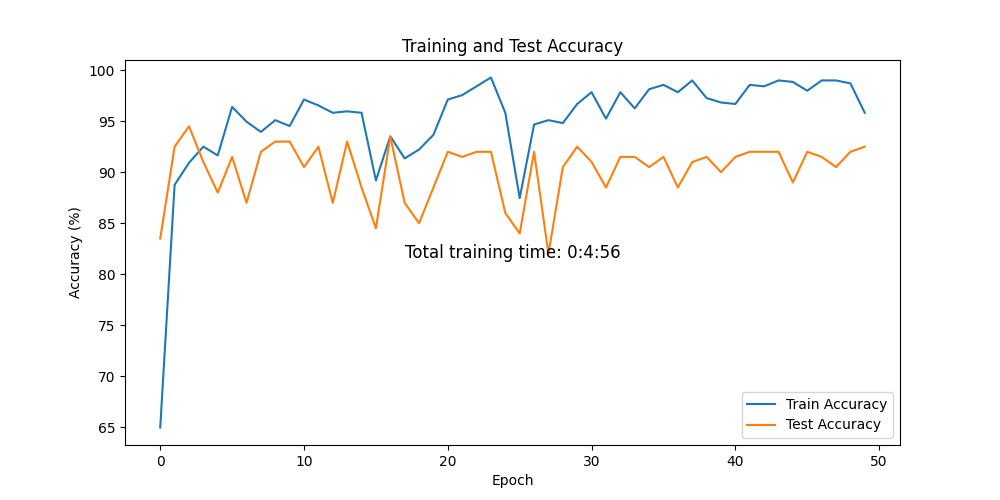 Training and Test Accuracy
Accuracy (%)
100
95
90
85
80
75
70
65
Total training time: 0:4:56
Train Accuracy
Test Accuracy
0 10 20 30 40 50
Epoch